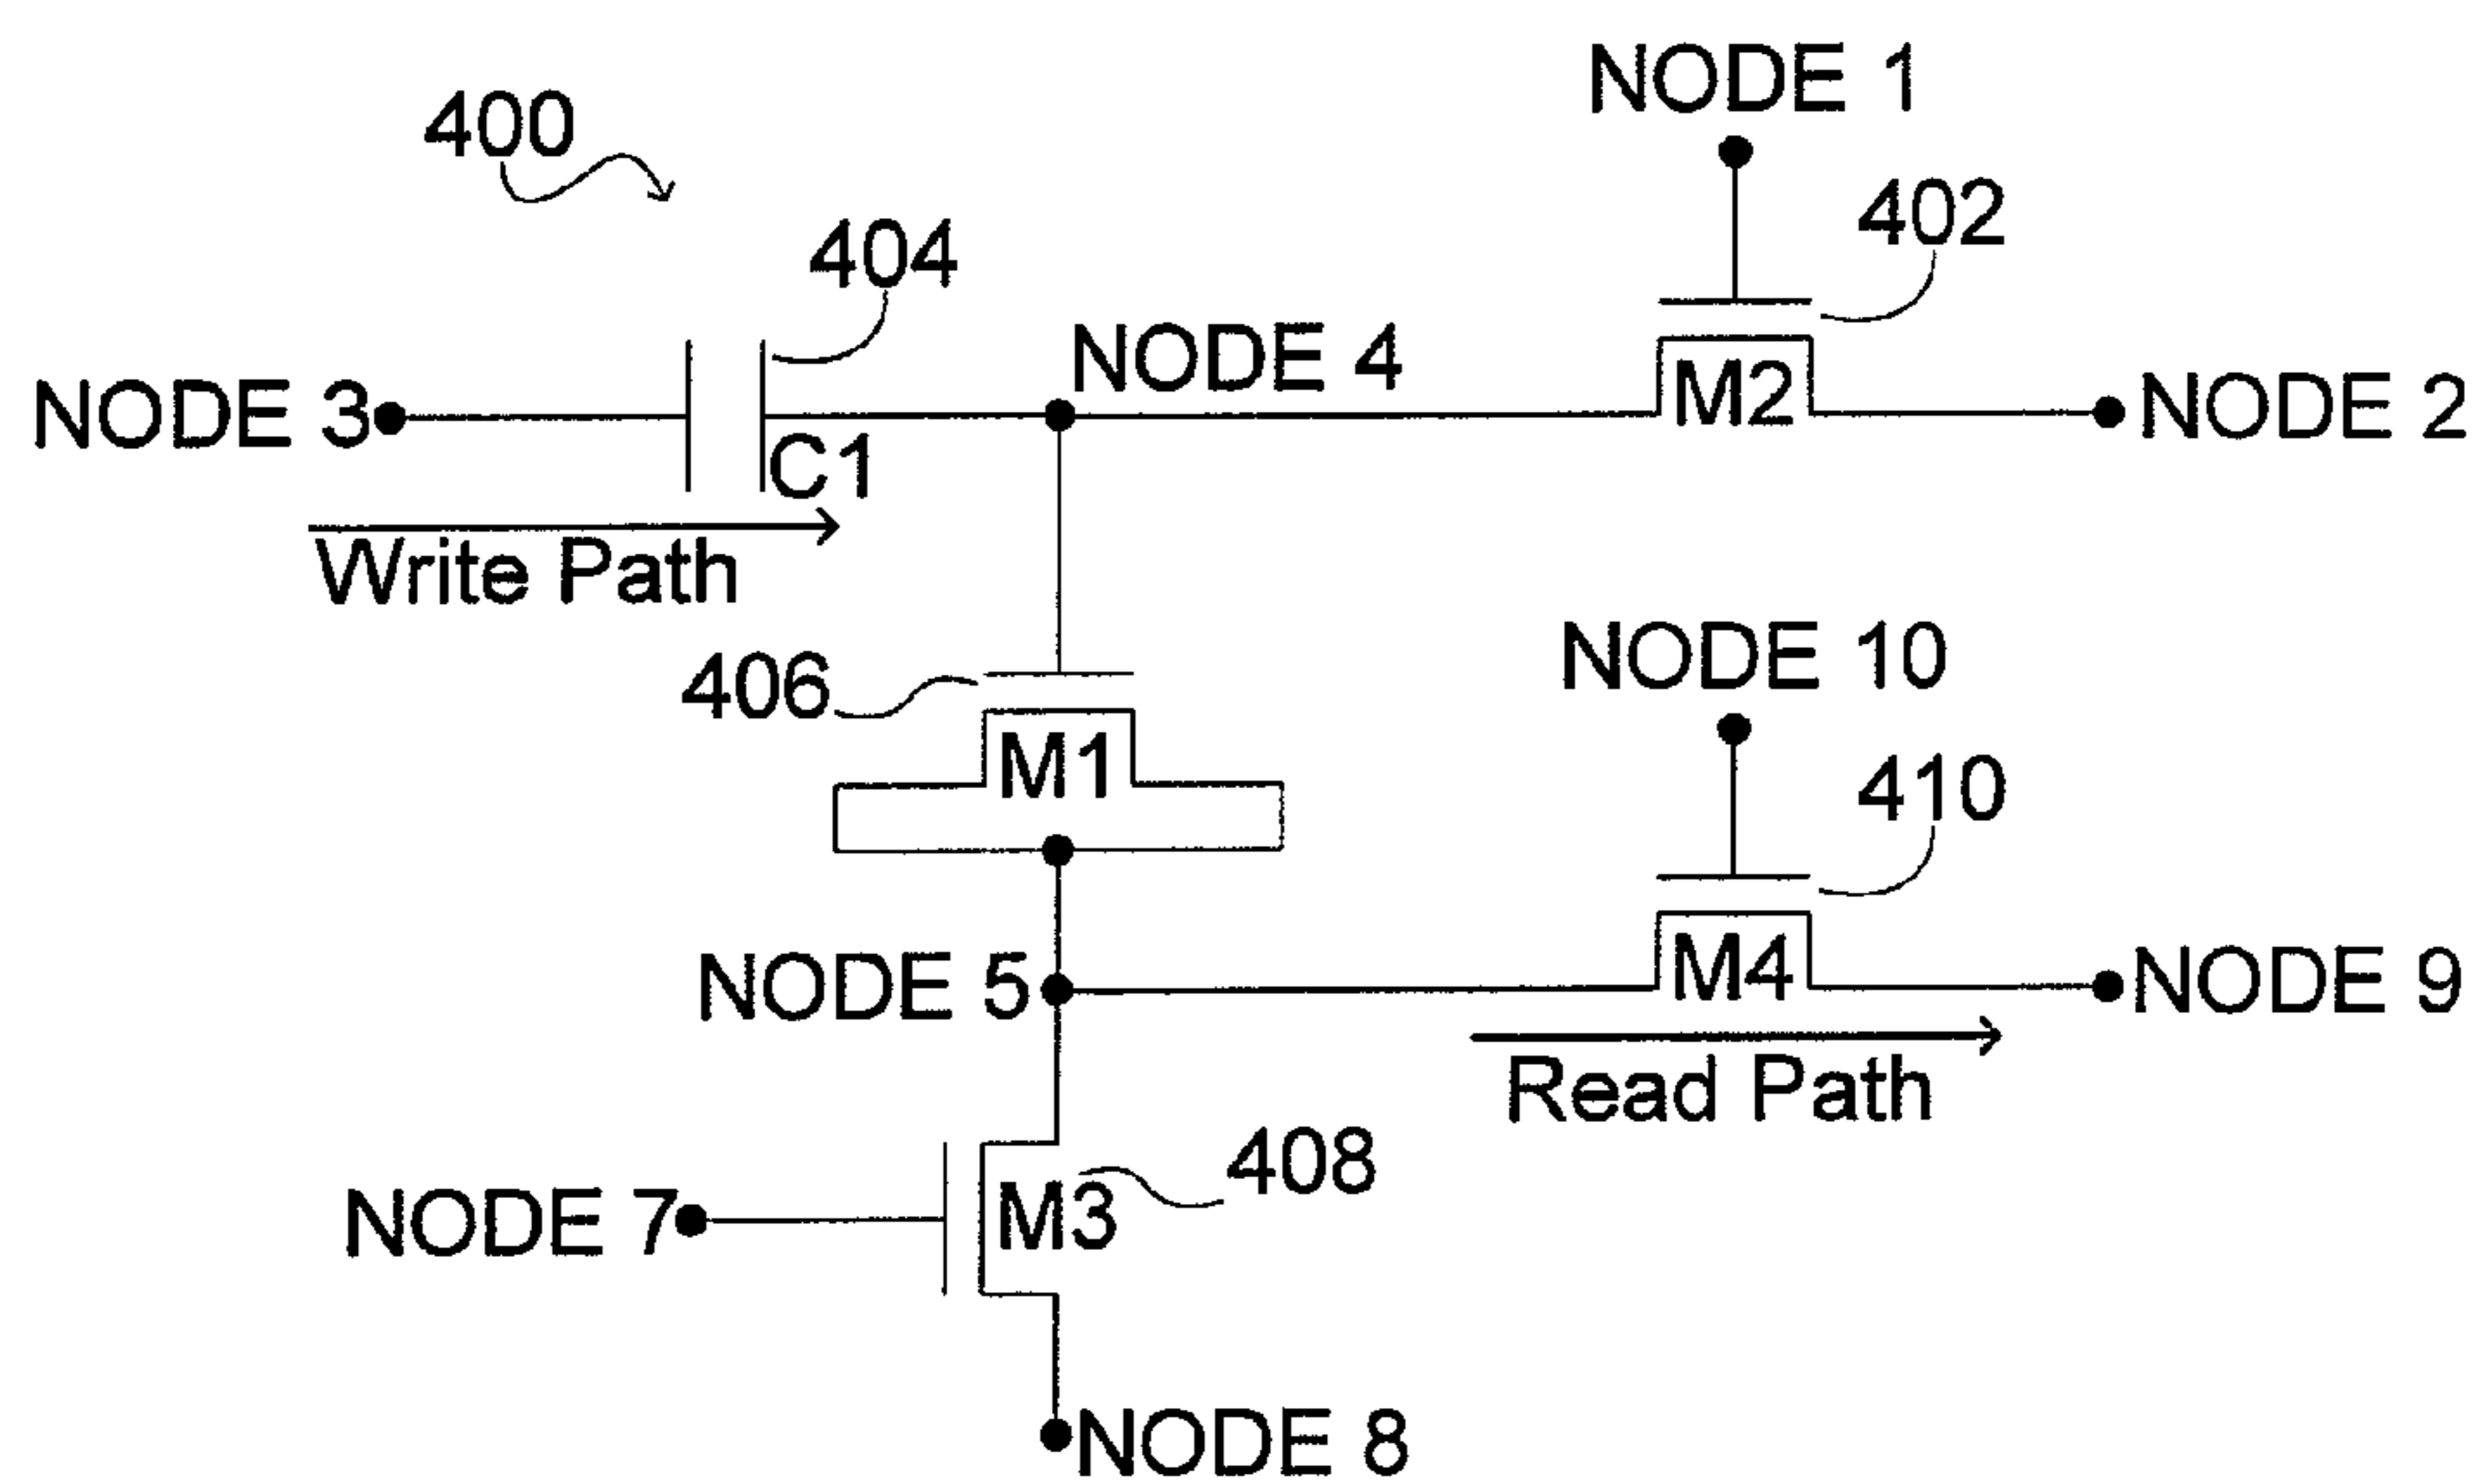 NODE 1
400
402
404
NODE 4
NODE 3
M2
NODE 2
C1
Write Path
NODE 10
406
M1
410
M4
NODE 5
NODE 9
Read Path
408
M3
NODE 7
NODE 8